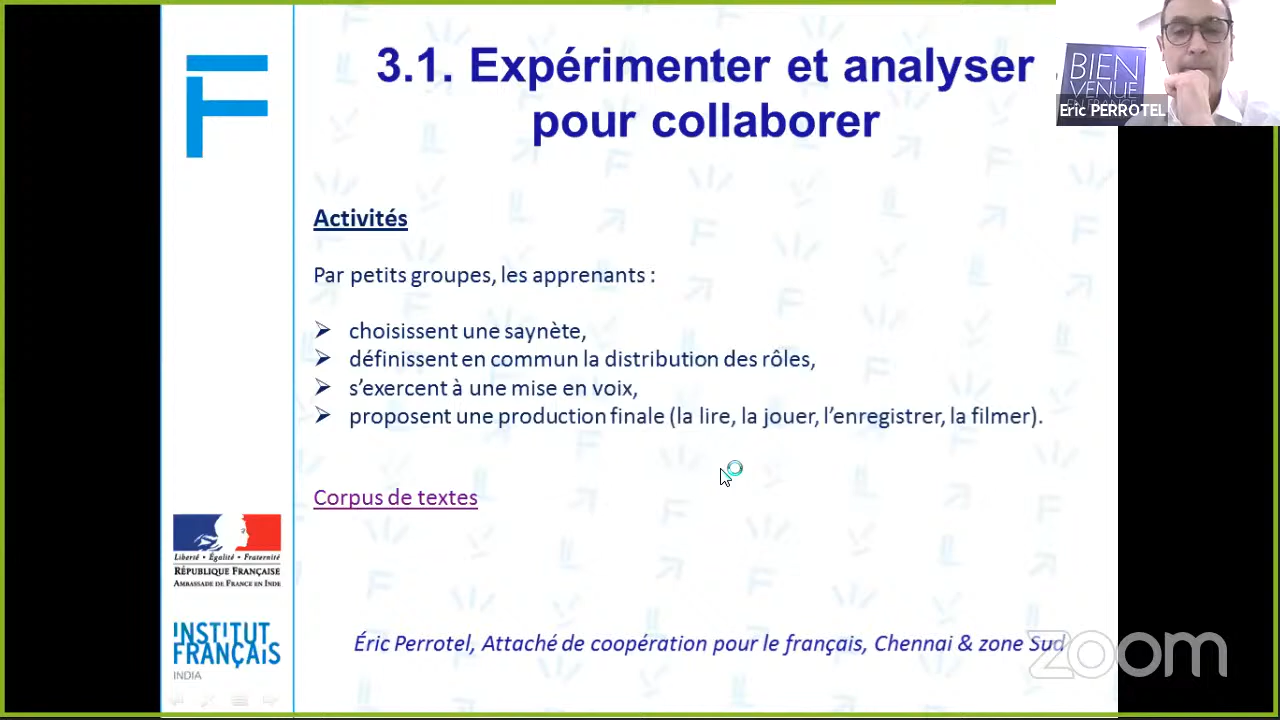 3.1. Expérimenter et analyser
pour collaborer
BIEN
VENUE
EN FRANCE
Eric PERROTEL
Activités
Par petits groupes, les apprenants :
choisissent une saynète,
définissent en commun la distribution des rôles,
s'exercent à une mise en voix,
proposent une production finale (la lire, la jouer, l'enregistrer, la filmer).
Corpus de textes
Liberté • Égalité • Fraternité
RÉPUBLIQUE FRANÇAISE
AMBASSADE DE FRANCE EN INDE
INSTITUT
FRANÇAIS
INDIA
Éric Perrotel, Attaché de coopération pour le français, Chennai & zone Sud
zoom